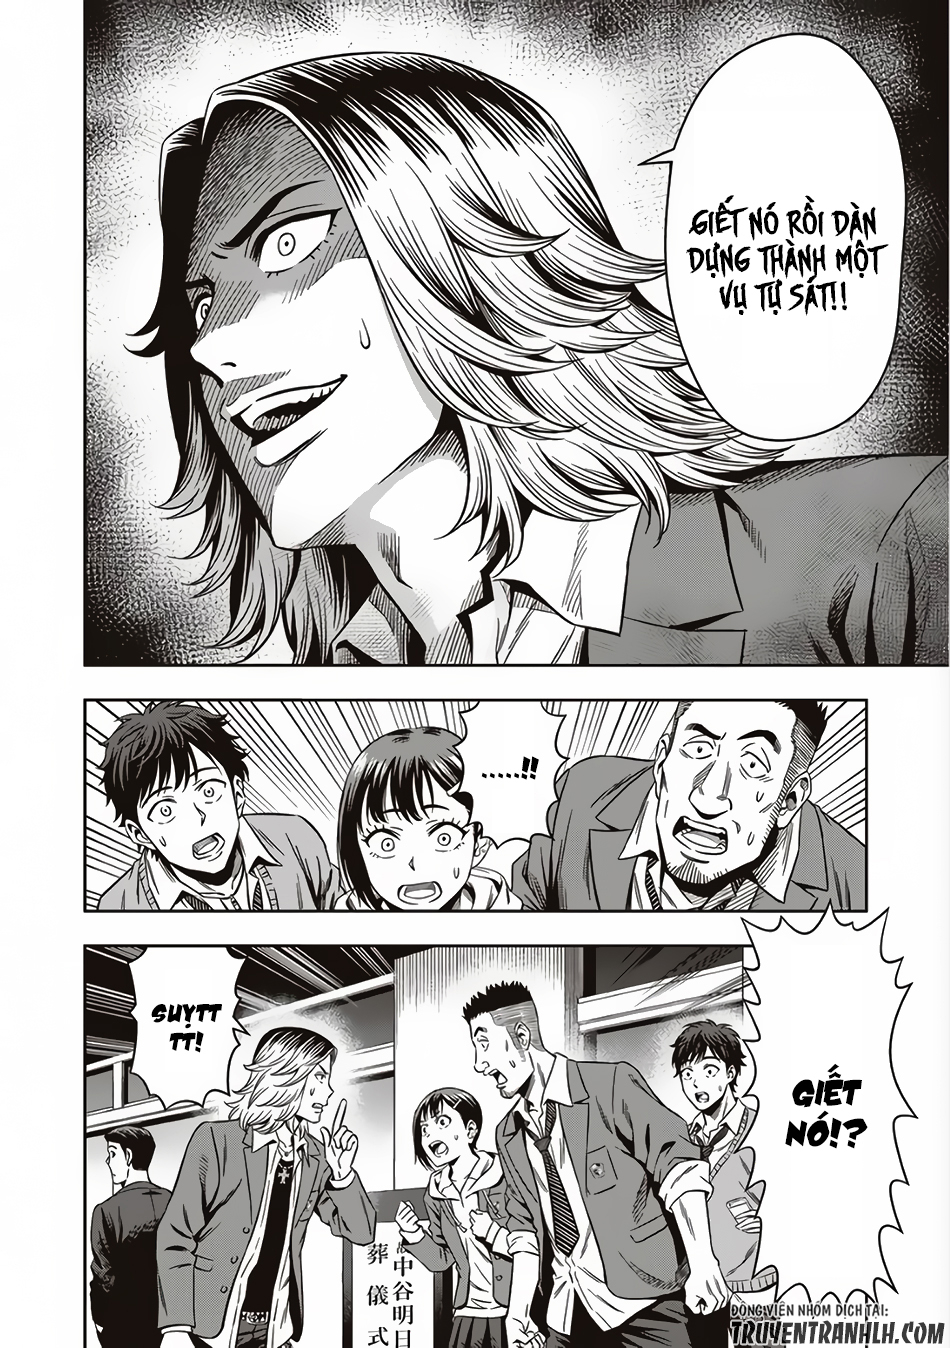 GIẾT NÓ RỒI DÀN
DỰNG THÀNH MỘT
VỤ TỰ SÁT!!
......!!
GIẾT
NÓ!?
SUỴTT
TT!
中谷明日
葬儀式
ĐỘNG VIÊN NHÓM DỊCH TẠI:
TRUYENTRANHLH.COM